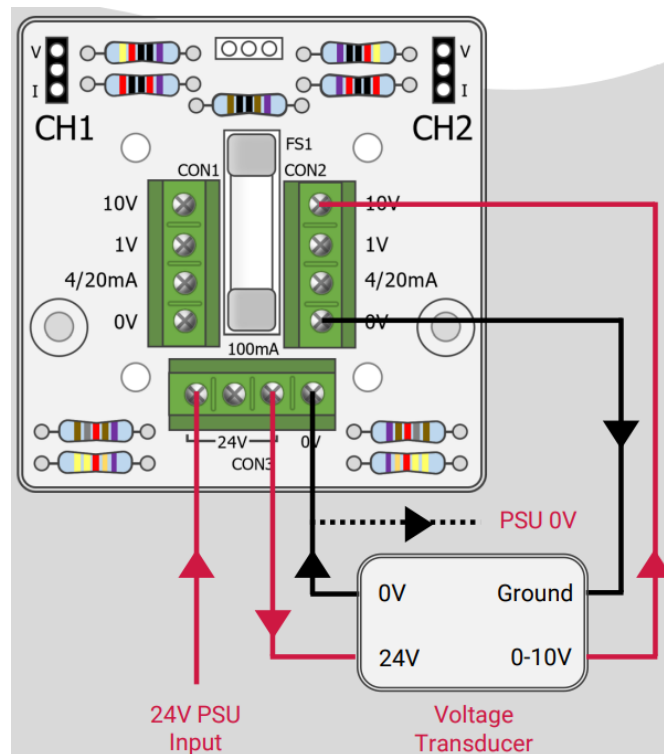 V
I
CH1
V
I
CH2
FS1
CON1
CON2
10V
1V
4/20mA
0V
10V
1V
4/20mA
0V
100mA
24V
0V
CON3
PSU 0V
0V
Ground
24V
0-10V
24V PSU
Input
Voltage
Transducer